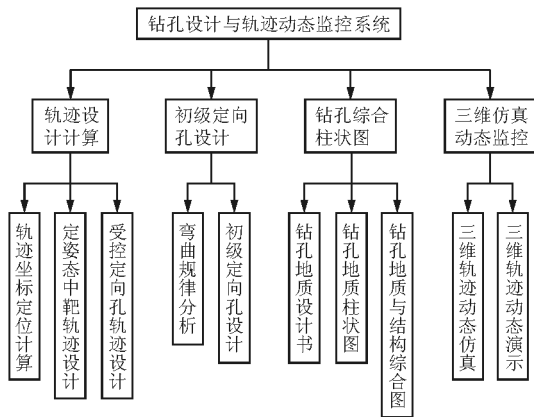 钻孔设计与轨迹动态监控系统
轨迹设
计计算
初级定向
孔设计
钻孔综合
柱状图
三维仿真
动态监控
轨迹坐标定位计算
定姿态中靶轨迹设计
受控定向孔轨迹设计
弯曲规律分析
初级定向孔设计
钻孔地质设计书
钻孔地质柱状图
钻孔地质与结构综合图
三维轨迹动态仿真
三维轨迹动态演示